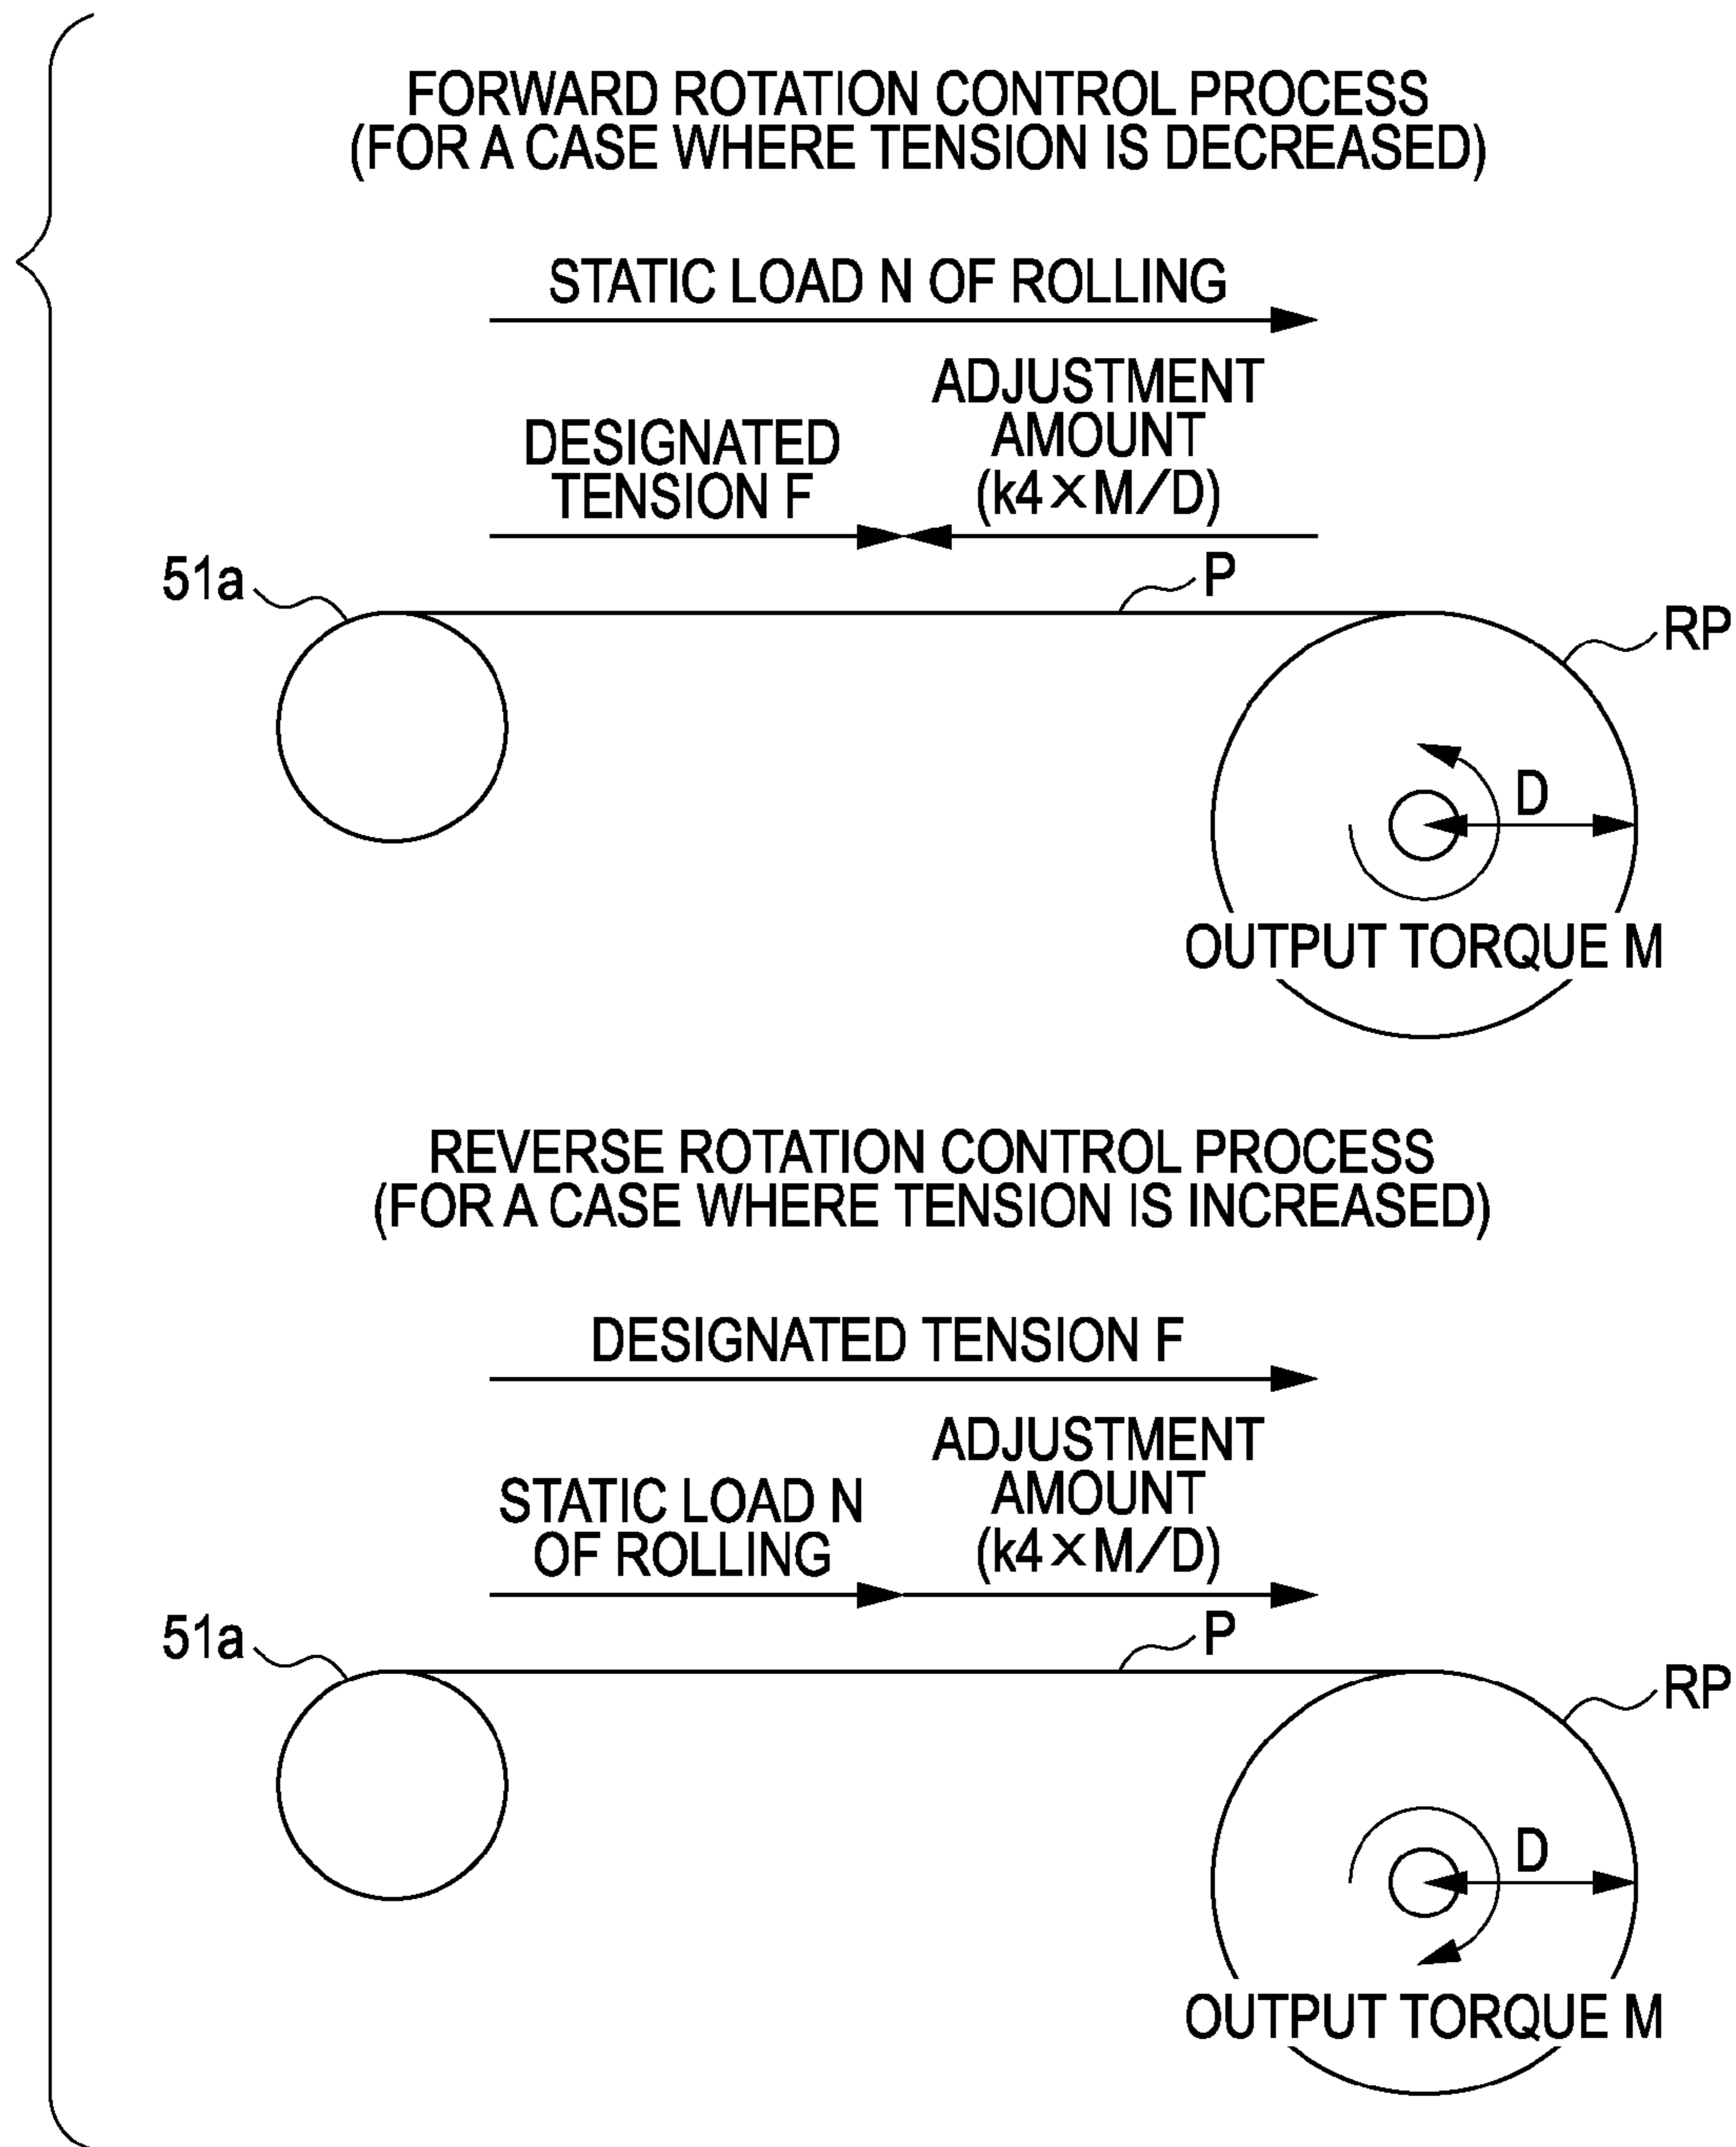 FORWARD ROTATION CONTROL PROCESS
(FOR A CASE WHERE TENSION IS DECREASED)
STATIC LOAD N OF ROLLING
ADJUSTMENT
AMOUNT
(k4×M/D)
DESIGNATED
TENSION F
51a
P
RP
D
OUTPUT TORQUE M
REVERSE ROTATION CONTROL PROCESS
(FOR A CASE WHERE TENSION IS INCREASED)
DESIGNATED TENSION F
ADJUSTMENT
AMOUNT
(k4×M/D)
STATIC LOAD N
OF ROLLING
51a
P
RP
D
OUTPUT TORQUE M